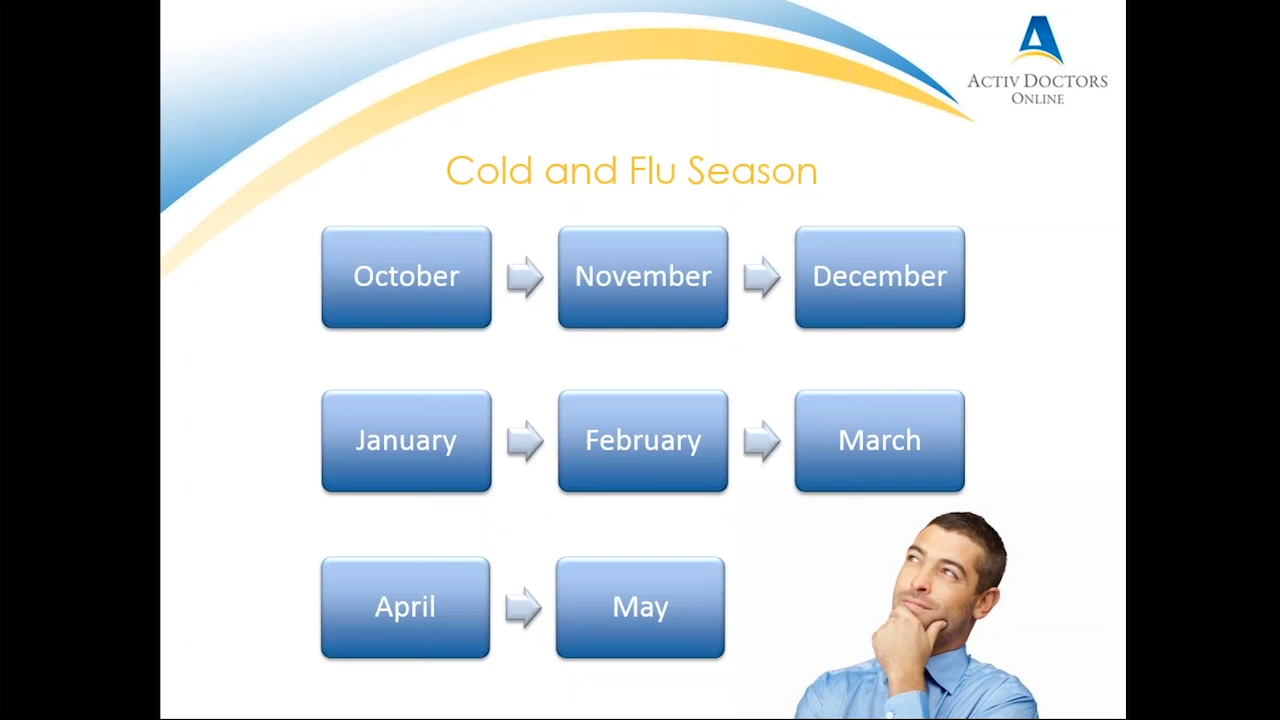 ACTIV DOCTORS
ONLINE
Cold and Flu Season
October
November
December
January
February
March
April
May